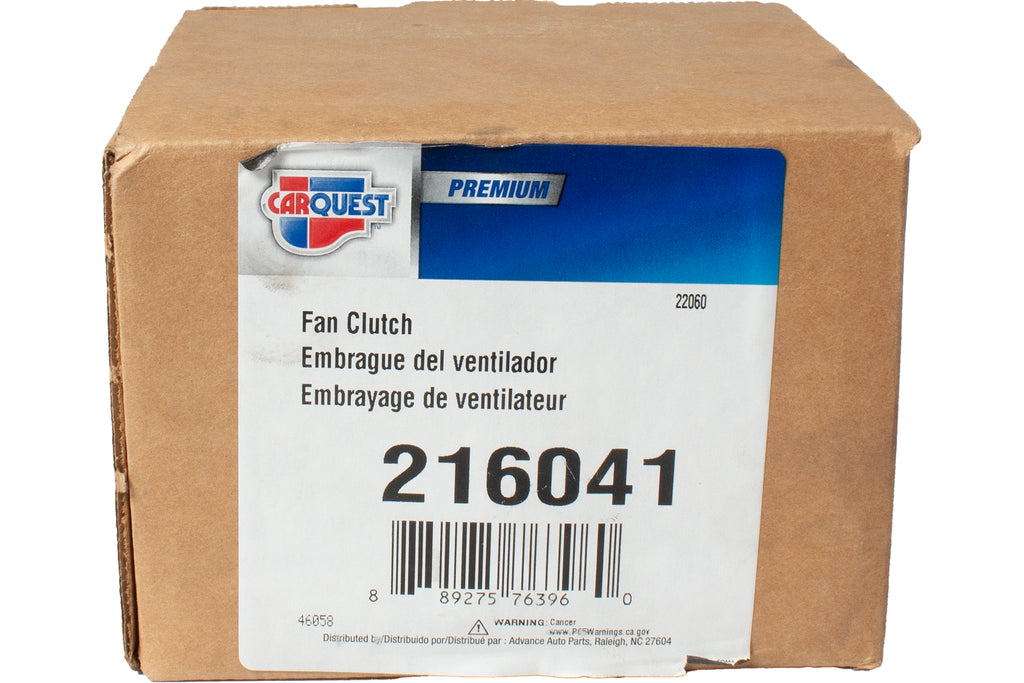 CARQUEST
TM
PREMIUM
22060
Fan Clutch
Embrague del ventilador
Embrayage de ventilateur
216041
8 89275 76396 0
46058
WARNING: Cancer
www.P65Warnings.ca.gov
Distributed by/Distribuido por/Distribué par : Advance Auto Parts, Raleigh, NC 27604